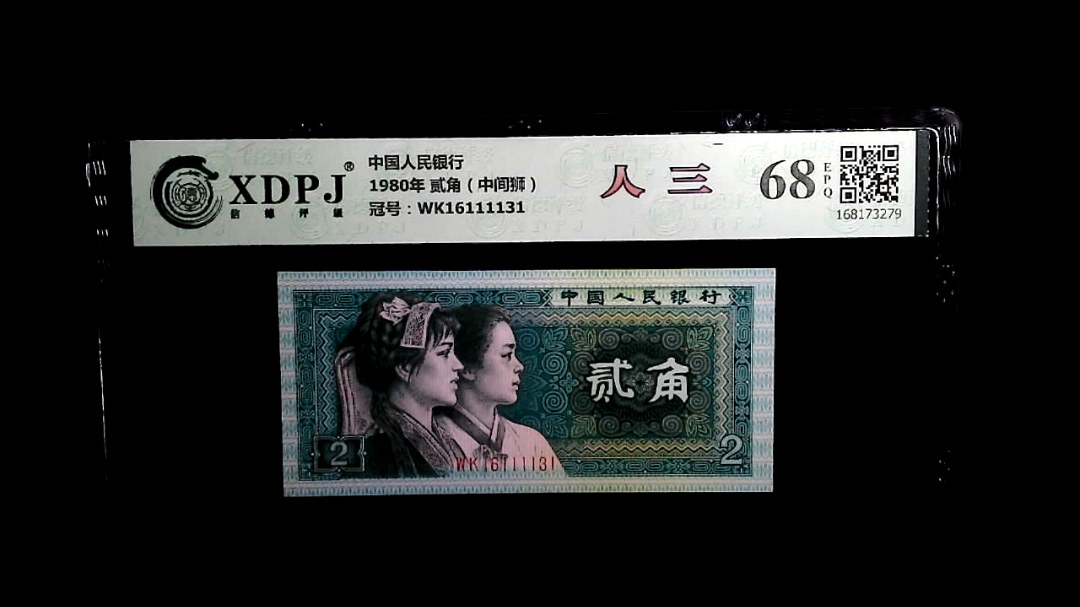 XDPJ®
信德评级
中国人民银行
1980年 贰角（中间狮）
冠号：WK16111131
人三
68
EPQ
168173279
中国人民银行
贰角
2
2
WK16111131